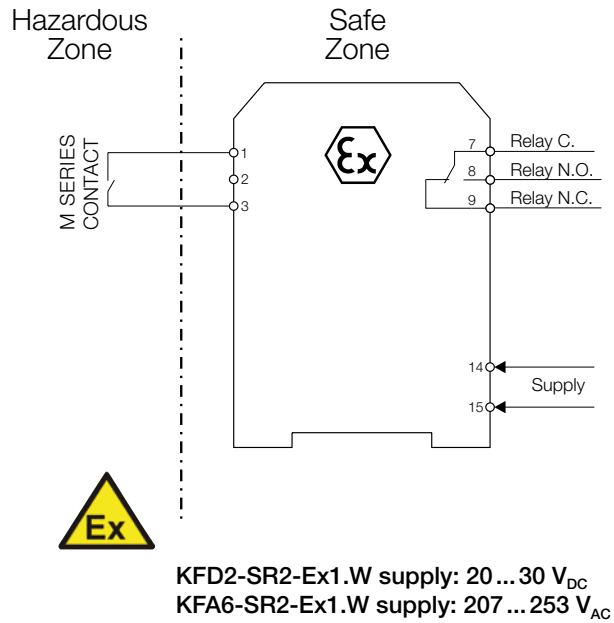 Hazardous Zone
Safe Zone
Ex
M SERIES CONTACT
1
2
3
7
8
9
Relay C.
Relay N.O.
Relay N.C.
14
15
Supply
Ex
KFD2-SR2-Ex1.W supply: 20...30 VDC
KFA6-SR2-Ex1.W supply: 207...253 VAC